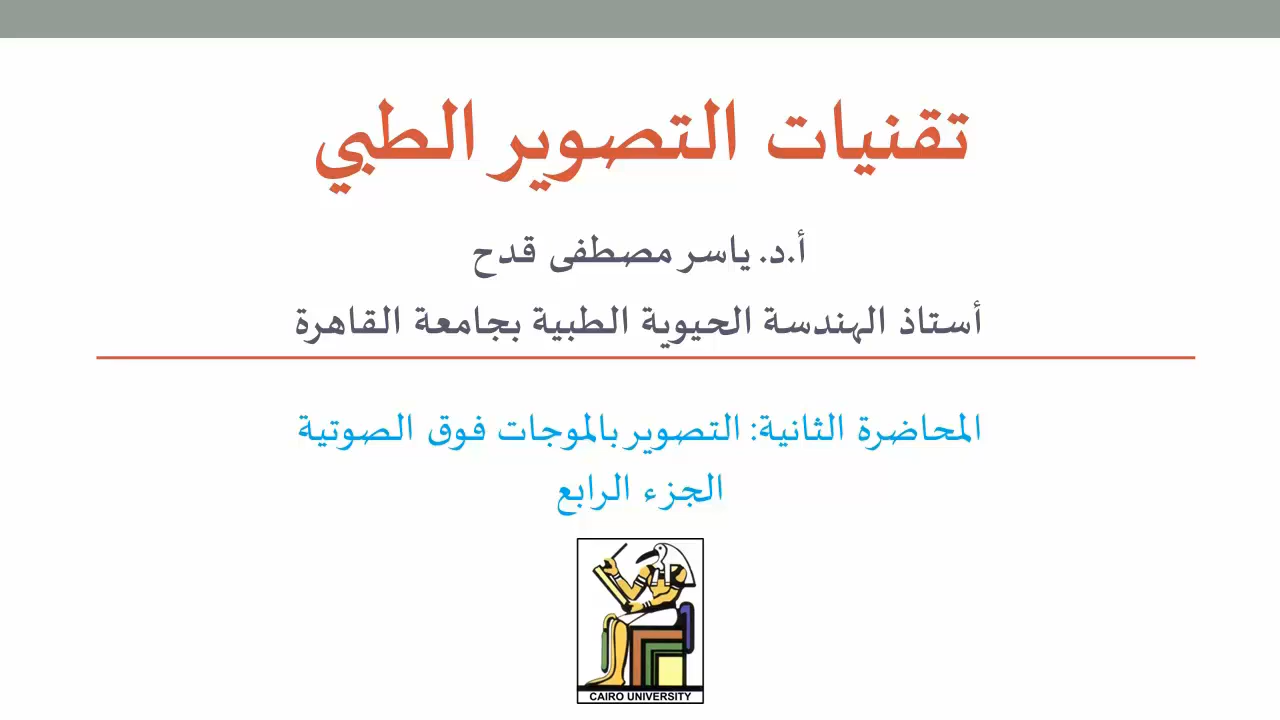 تقنيات التصوير الطبي
أ.د. ياسر مصطفى قدح
أستاذ الهندسة الحيوية الطبية بجامعة القاهرة
المحاضرة الثانية: التصوير بالموجات فوق الصوتية
الجزء الرابع
CAIRO UNIVERSITY